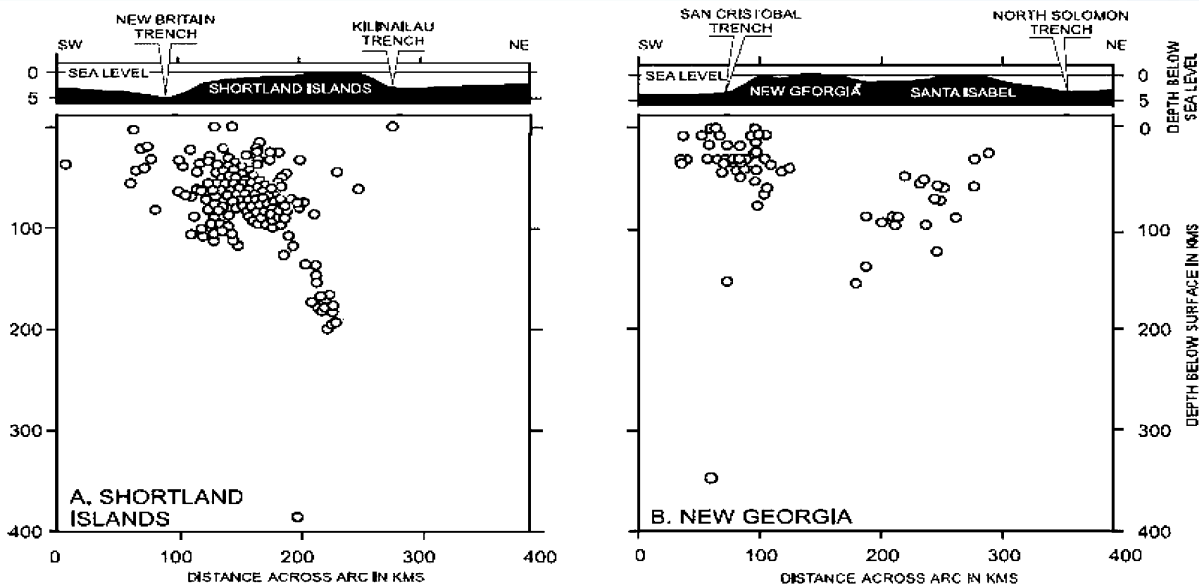 NEW BRITAIN
TRENCH
KILINAILAU
TRENCH
SW
NE
0
SEA LEVEL
5
SHORTLAND ISLANDS
100
200
300
400
A. SHORTLAND
ISLANDS
0
100
200
300
400
DISTANCE ACROSS ARC IN KMS
SAN CRISTOBAL
TRENCH
NORTH SOLOMON
TRENCH
SW
NE
SEA LEVEL
NEW GEORGIA
SANTA ISABEL
0
5
DEPTH BELOW
SEA LEVEL
0
100
200
300
400
DEPTH BELOW SURFACE IN KMS
B. NEW GEORGIA
0
100
200
300
400
DISTANCE ACROSS ARC IN KMS